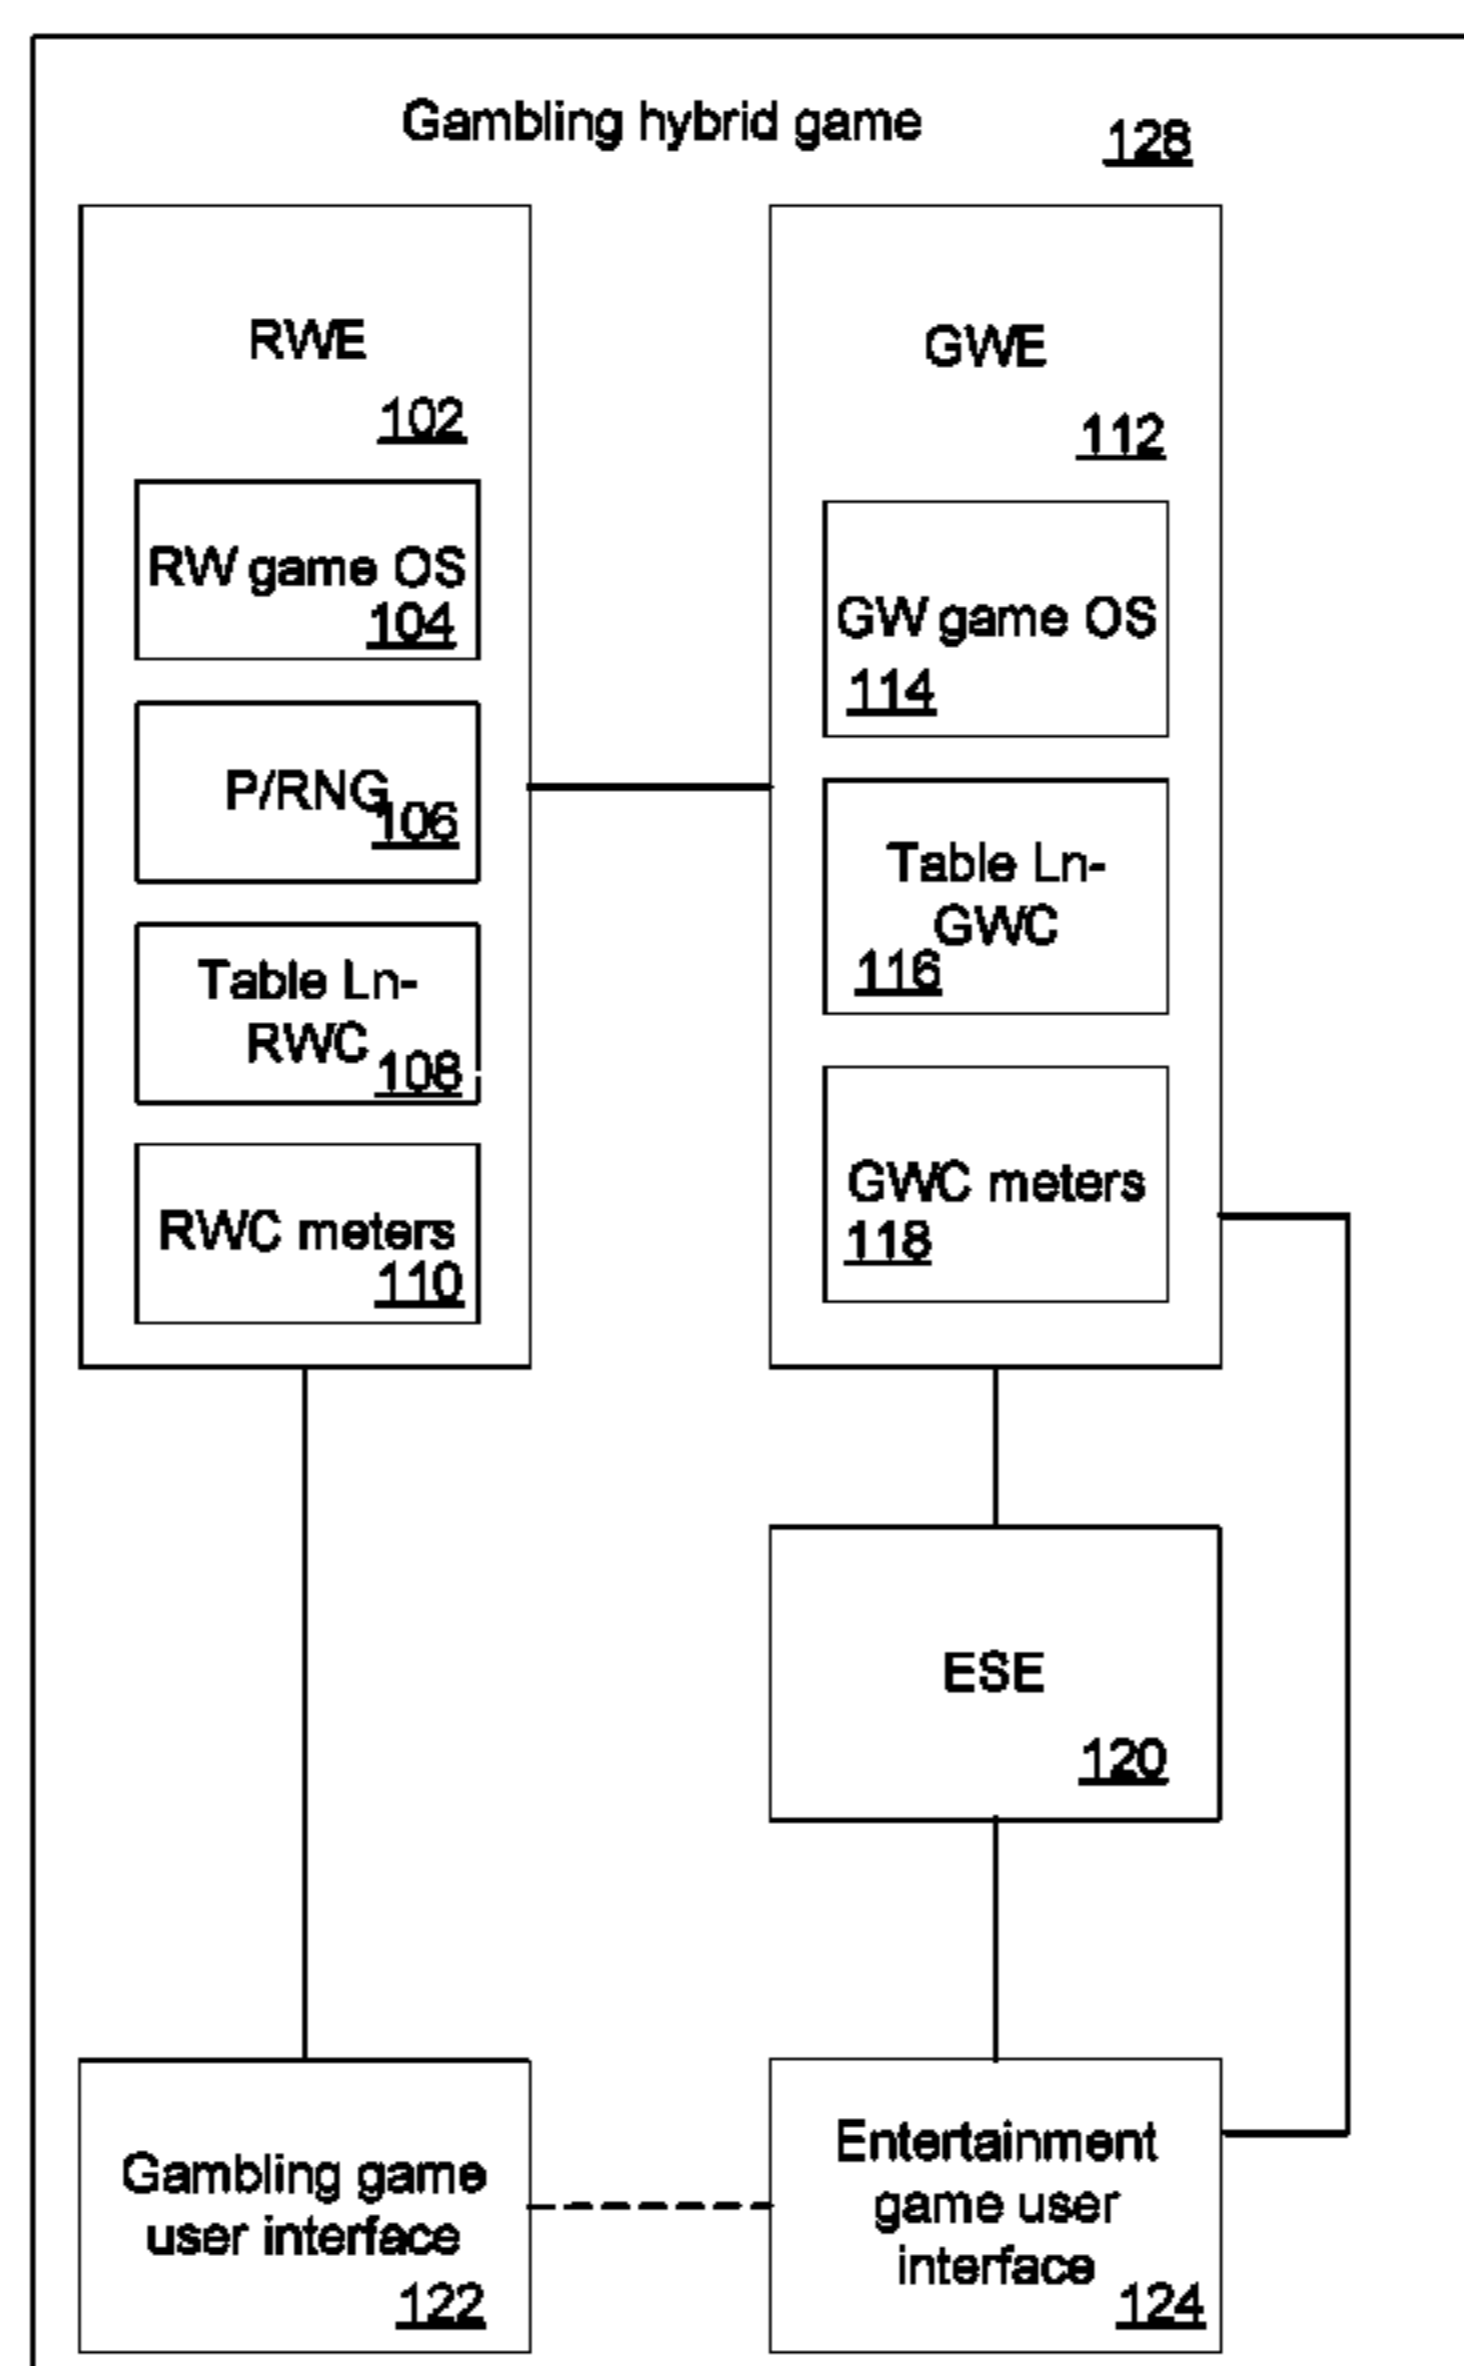 Gambling hybrid game
128
RWE
102
RW game OS
104
P/RNG
106
Table Ln-
RWC
108
RWC meters
110
GWE
112
GW game OS
114
Table Ln-
GWC
116
GWC meters
118
ESE
120
Gambling game
user interface
122
Entertainment
game user
interface
124